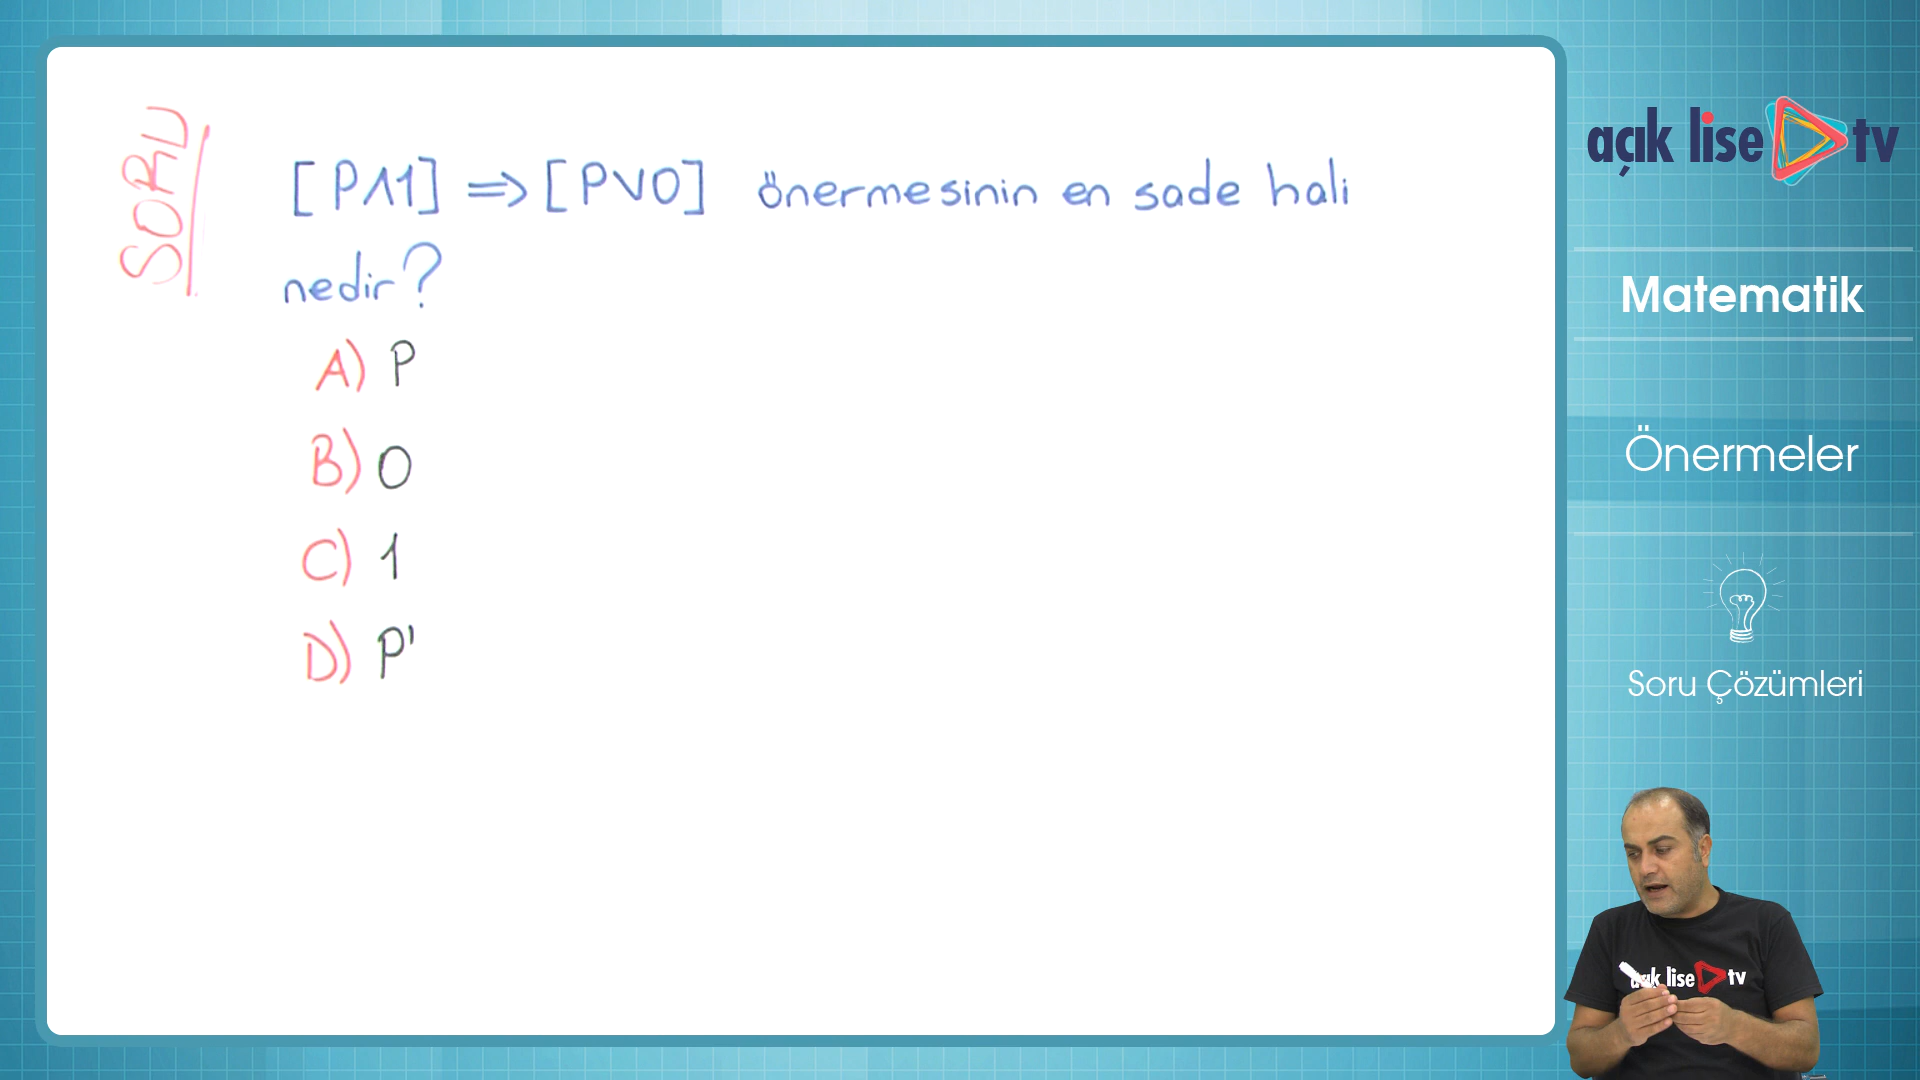 SORU
[P∧1] ⇒ [P∨0] önermesinin en sade hali
nedir?
A) P
B) 0
C) 1
D) P'
açık lise tv
Matematik
Önermeler
Soru Çözümleri
açık lise tv